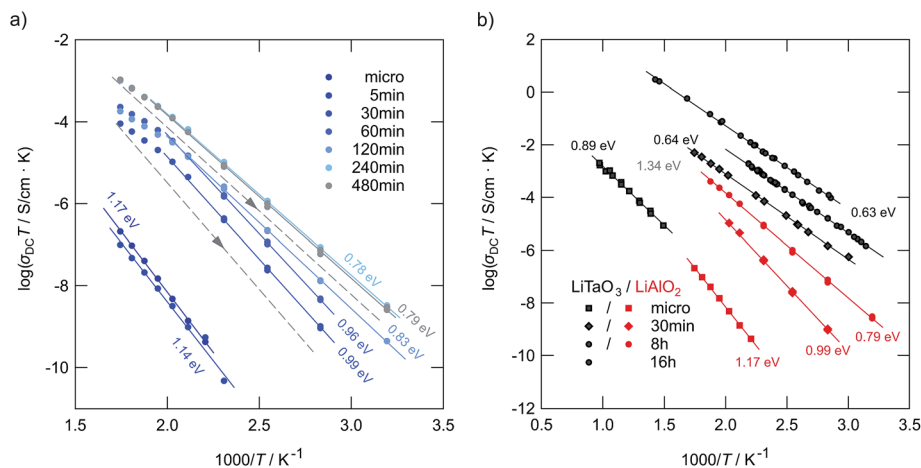 a)
b)
-2
-4
-6
-8
-10
log(σDC T / S/cm · K)
1.5
2.0
2.5
3.0
3.5
1000/T / K⁻¹
micro
5min
30min
60min
120min
240min
480min
1.17 eV
1.14 eV
0.78 eV
0.79 eV
0.83 eV
0.96 eV
0.99 eV
2
0
-2
-4
-6
-8
-10
-12
log(σDC T / S/cm · K)
0.5
1.0
1.5
2.0
2.5
3.0
3.5
1000/T / K⁻¹
0.89 eV
0.64 eV
1.34 eV
0.63 eV
LiTaO₃ / LiAlO₂
/ micro
/ 30min
/ 8h
16h
1.17 eV
0.99 eV
0.79 eV